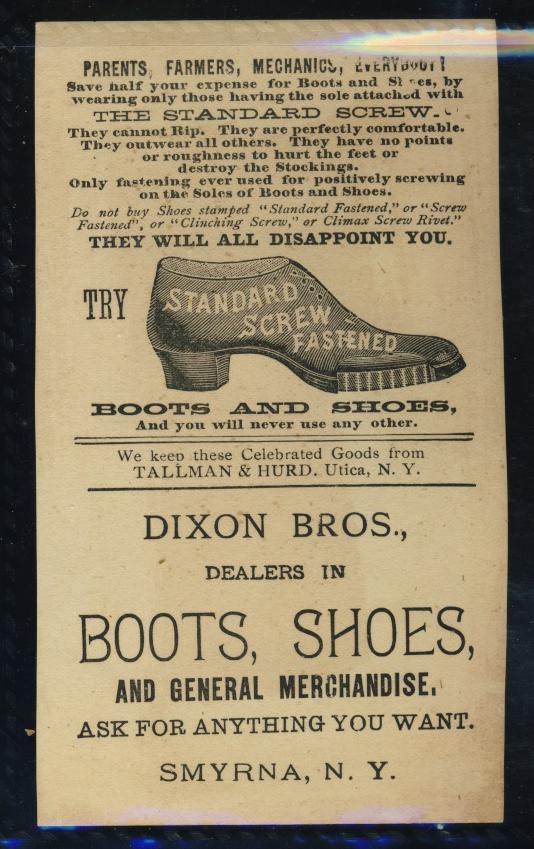 PARENTS, FARMERS, MECHANICS, EVERYBODY!
Save half your expense for Boots and Shoes, by
wearing only those having the sole attached with
THE STANDARD SCREW.
They cannot Rip. They are perfectly comfortable.
They outwear all others. They have no points
or roughness to hurt the feet or
destroy the Stockings.
Only fastening ever used for positively screwing
on the Soles of Boots and Shoes.
Do not buy Shoes stamped "Standard Fastened," or "Screw
Fastened", or "Clinching Screw," or Climax Screw Rivet."
THEY WILL ALL DISAPPOINT YOU.
TRY
STANDARD
SCREW
FASTENED
BOOTS AND SHOES,
And you will never use any other.
We keep these Celebrated Goods from
TALLMAN & HURD. Utica, N. Y.
DIXON BROS.,
DEALERS IN
BOOTS, SHOES,
AND GENERAL MERCHANDISE.
ASK FOR ANYTHING YOU WANT.
SMYRNA, N. Y.